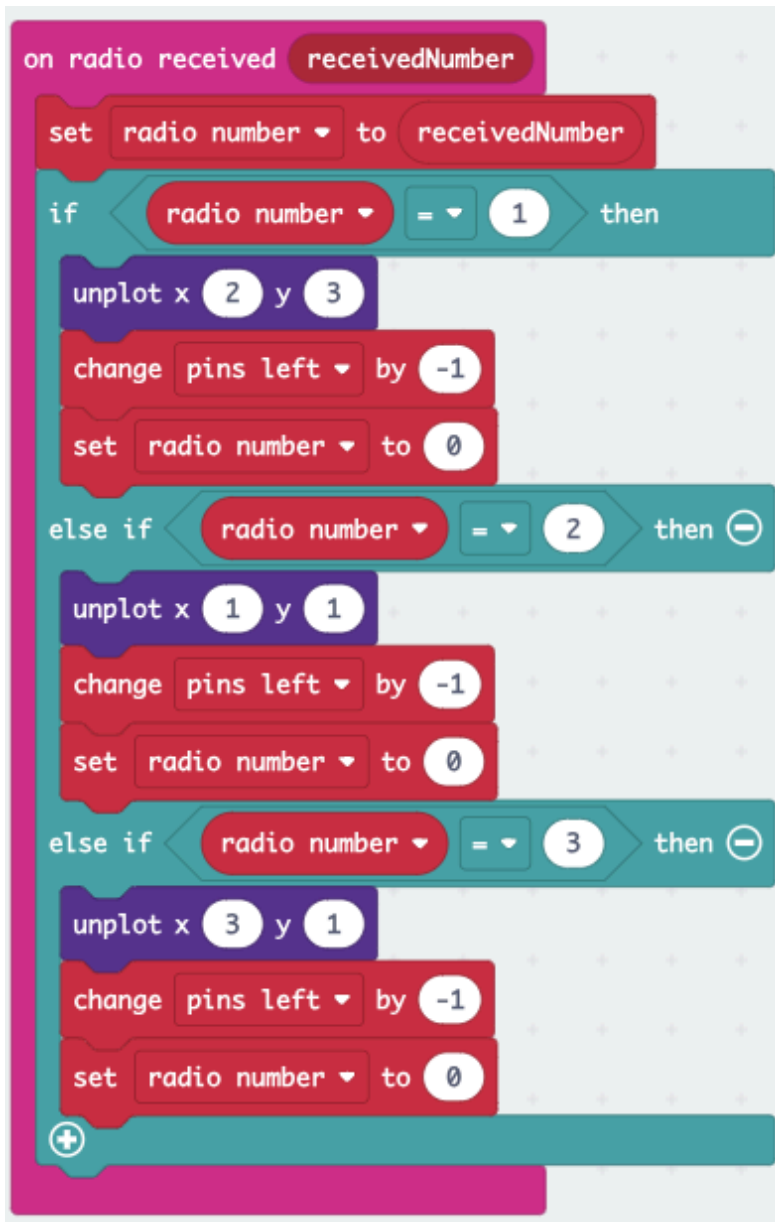 on radio received receivedNumber
set radio number to receivedNumber
if radio number = 1 then
unplot x 2 y 3
change pins left by -1
set radio number to 0
else if radio number = 2 then
unplot x 1 y 1
change pins left by -1
set radio number to 0
else if radio number = 3 then
unplot x 3 y 1
change pins left by -1
set radio number to 0